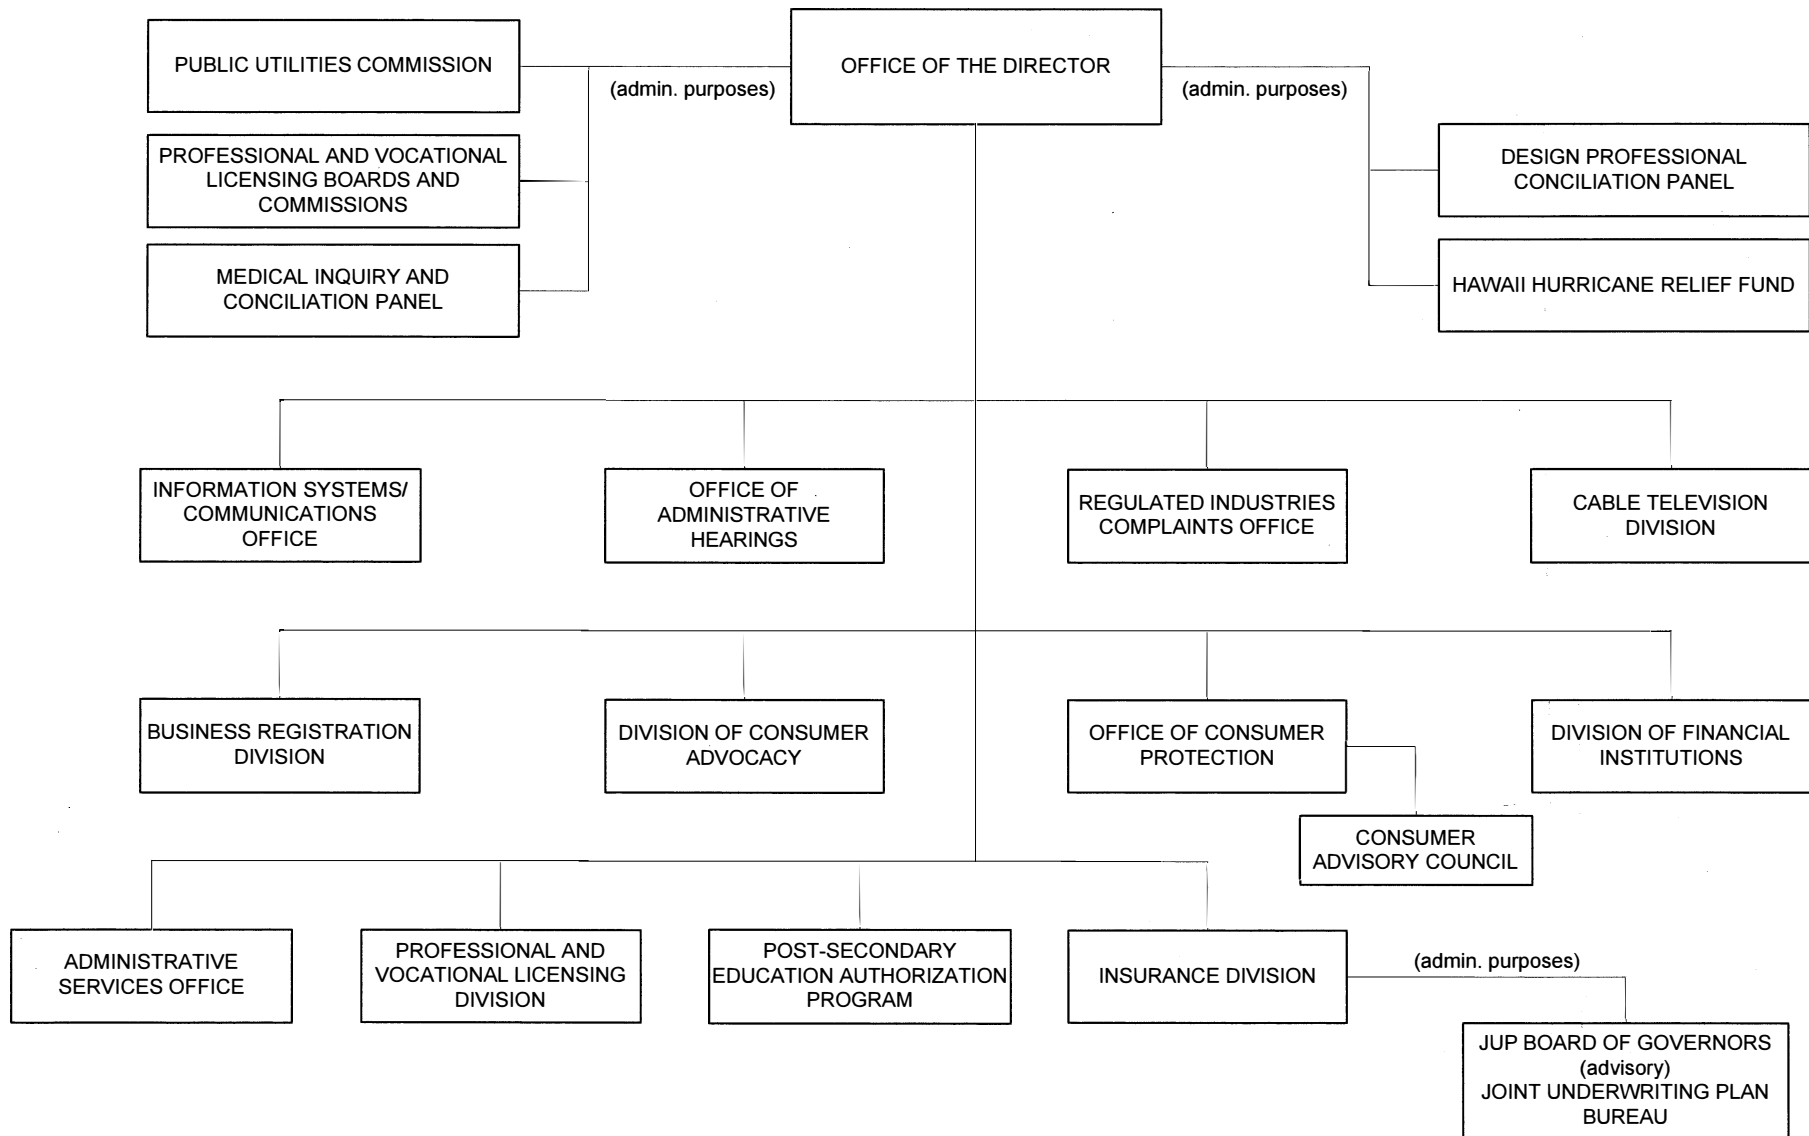 PUBLIC UTILITIES COMMISSION
OFFICE OF THE DIRECTOR
(admin. purposes)
(admin. purposes)
PROFESSIONAL AND VOCATIONAL
LICENSING BOARDS AND
COMMISSIONS
DESIGN PROFESSIONAL
CONCILIATION PANEL
MEDICAL INQUIRY AND
CONCILIATION PANEL
HAWAII HURRICANE RELIEF FUND
INFORMATION SYSTEMS/
COMMUNICATIONS
OFFICE
OFFICE OF
ADMINISTRATIVE
HEARINGS
REGULATED INDUSTRIES
COMPLAINTS OFFICE
CABLE TELEVISION
DIVISION
BUSINESS REGISTRATION
DIVISION
DIVISION OF CONSUMER
ADVOCACY
OFFICE OF CONSUMER
PROTECTION
DIVISION OF FINANCIAL
INSTITUTIONS
CONSUMER
ADVISORY COUNCIL
ADMINISTRATIVE
SERVICES OFFICE
PROFESSIONAL AND
VOCATIONAL LICENSING
DIVISION
POST-SECONDARY
EDUCATION AUTHORIZATION
PROGRAM
INSURANCE DIVISION
(admin. purposes)
JUP BOARD OF GOVERNORS
(advisory)
JOINT UNDERWRITING PLAN
BUREAU